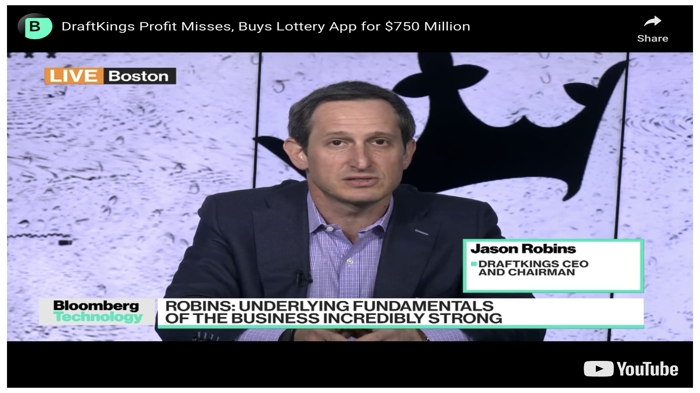 B
DraftKings Profit Misses, Buys Lottery App for $750 Million
Share
LIVE Boston
Jason Robins
DRAFTKINGS CEO
AND CHAIRMAN
Bloomberg
Technology
ROBINS: UNDERLYING FUNDAMENTALS
OF THE BUSINESS INCREDIBLY STRONG
YouTube